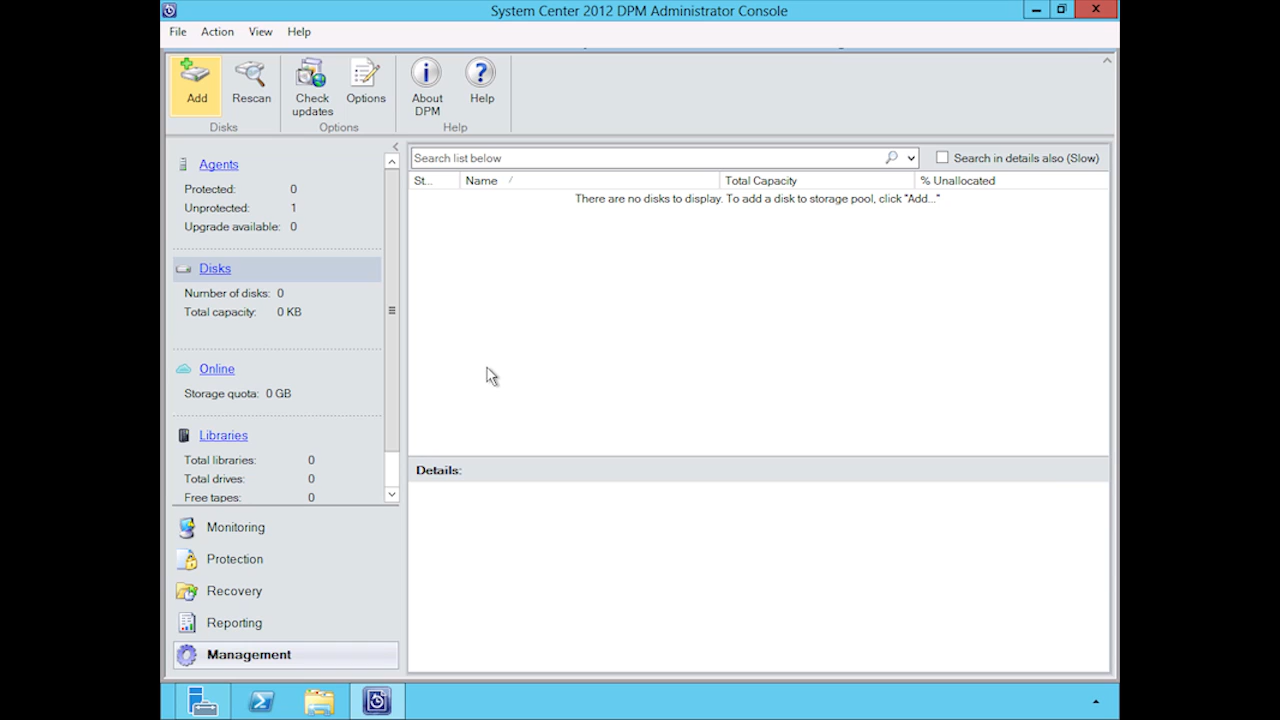 System Center 2012 DPM Administrator Console
File Action View Help
Add Rescan Check updates Options About DPM Help
Disks Options Help
Agents
Protected: 0
Unprotected: 1
Upgrade available: 0
Disks
Number of disks: 0
Total capacity: 0 KB
Online
Storage quota: 0 GB
Libraries
Total libraries: 0
Total drives: 0
Free tapes: 0
Monitoring
Protection
Recovery
Reporting
Management
Search list below
Search in details also (Slow)
St... Name Total Capacity % Unallocated
There are no disks to display. To add a disk to storage pool, click "Add..."
Details: